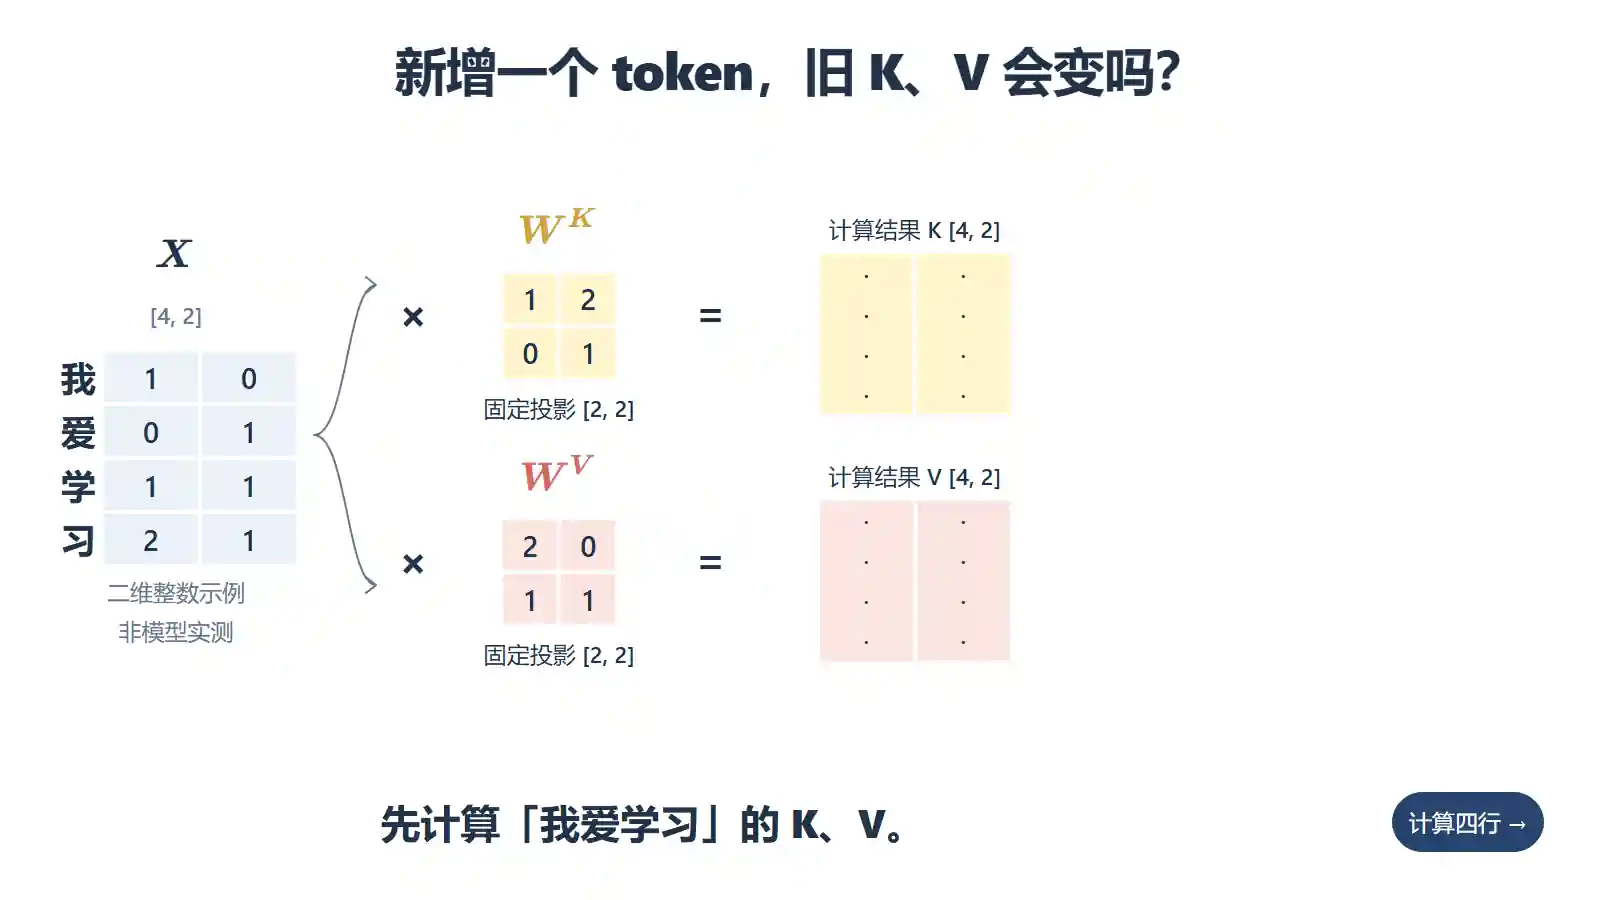 新增一个 token，旧 K、V 会变吗？
X
[4, 2]
我 1 0
爱 0 1
学 1 1
习 2 1
二维整数示例
非模型实测
×
W^K
1 2
0 1
固定投影 [2, 2]
=
计算结果 K [4, 2]
· ·
· ·
· ·
· ·
×
W^V
2 0
1 1
固定投影 [2, 2]
=
计算结果 V [4, 2]
· ·
· ·
· ·
· ·
先计算「我爱学习」的 K、V。
计算四行 →